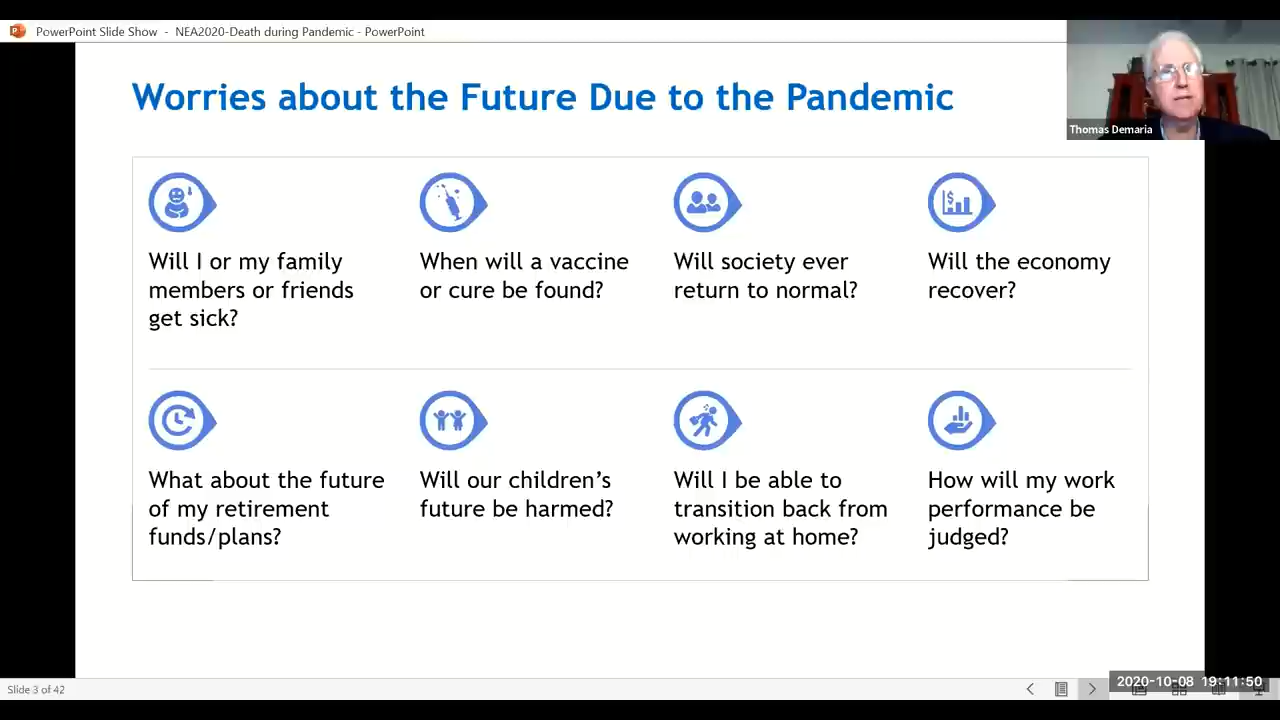 PowerPoint Slide Show - NEA2020-Death during Pandemic - PowerPoint
Worries about the Future Due to the Pandemic
Thomas Demaria
Will I or my family
members or friends
get sick?
When will a vaccine
or cure be found?
Will society ever
return to normal?
$
Will the economy
recover?
What about the future
of my retirement
funds/plans?
Will our children’s
future be harmed?
Will I be able to
transition back from
working at home?
How will my work
performance be
judged?
Slide 3 of 42
2020-10-08 19:11:50